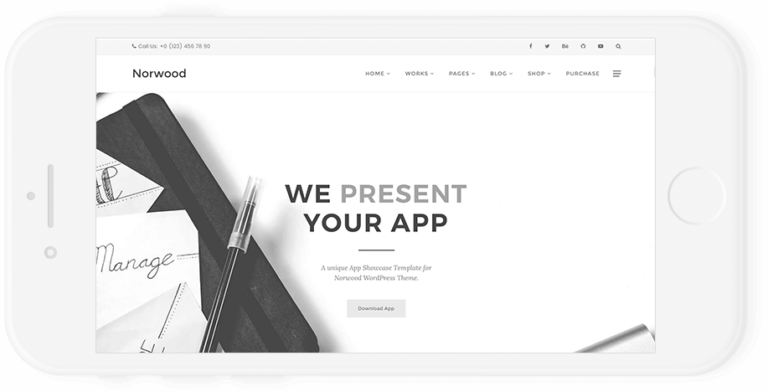 Call Us: +0 (123) 456 78 90
Norwood
HOME WORKS PAGES BLOG SHOP PURCHASE
WE PRESENT
YOUR APP
A unique App Showcase Template for
Norwood WordPress Theme.
Download App
Manage